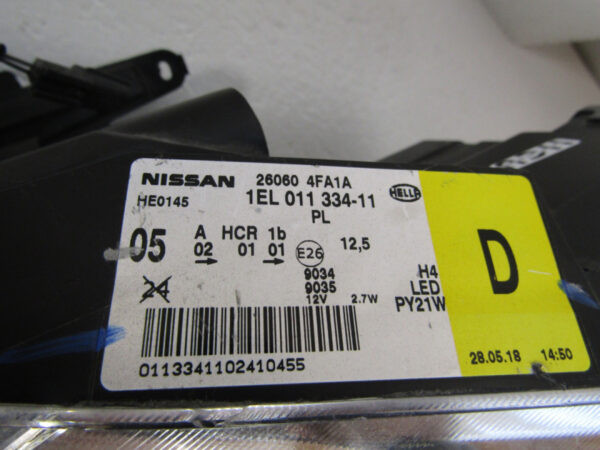 NISSAN 26060 4FA1A
HE0145 1EL 011 334-11 HELLA
PL
05 A HCR 1b 12,5
02 01 01 E26
24 9034 H4
9035 LED
12V 2.7W PY21W
D
28.05.18 14:50
0113341102410455